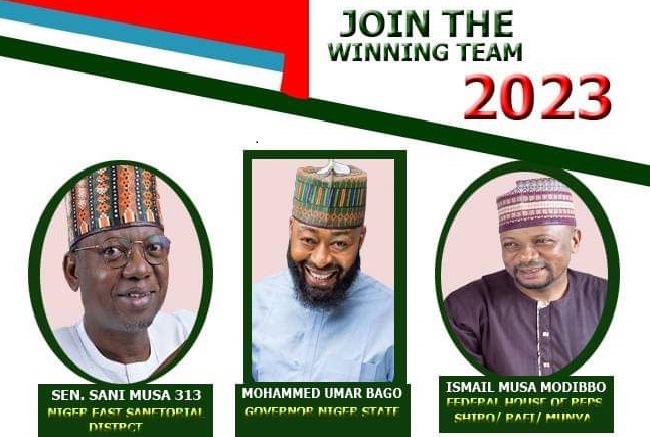 JOIN THE
WINNING TEAM
2023
SEN. SANI MUSA 313
NIGER EAST SANETORIAL
DISTRCT
MOHAMMED UMAR BAGO
GOVERNOR NIGER STATE
ISMAIL MUSA MODIBBO
FEDERAL HOUSE OF REPS
SHIRO/ RAFI/ MUNYA